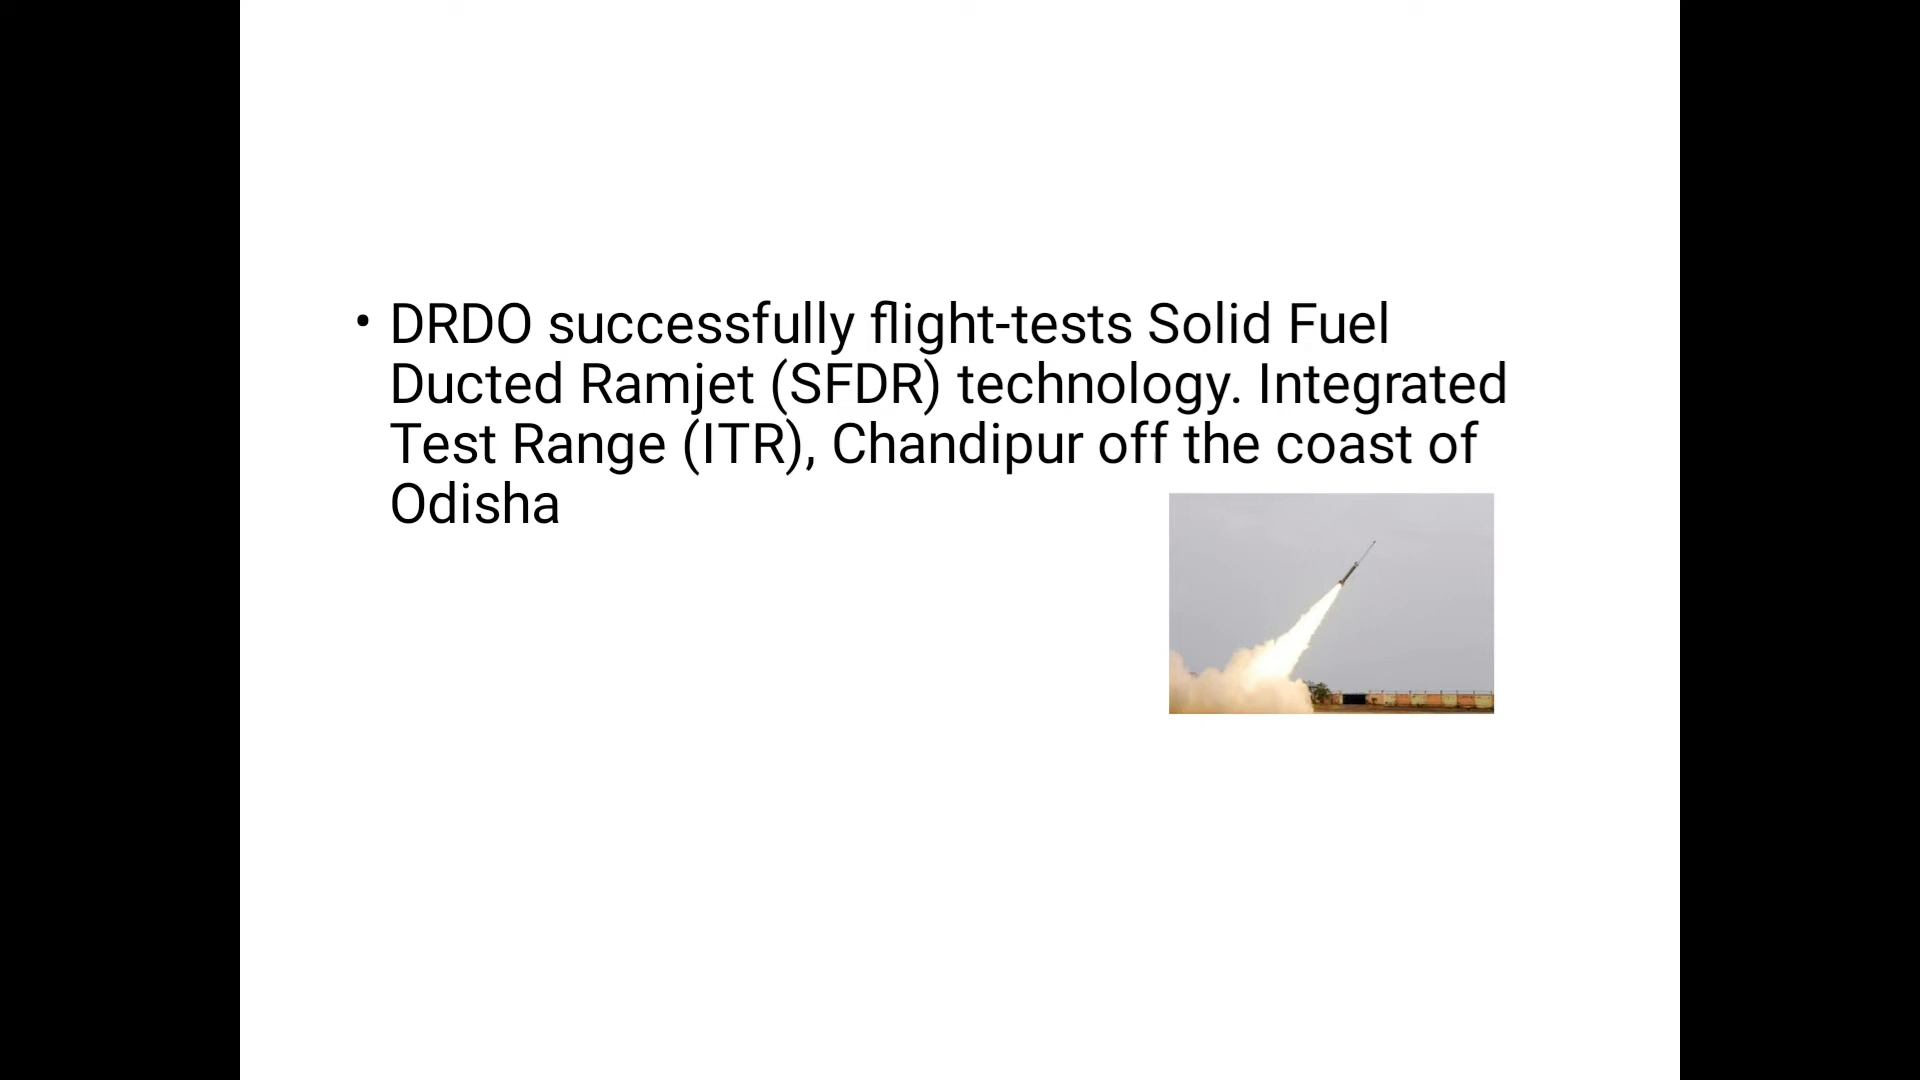 • DRDO successfully flight-tests Solid Fuel
Ducted Ramjet (SFDR) technology. Integrated
Test Range (ITR), Chandipur off the coast of
Odisha